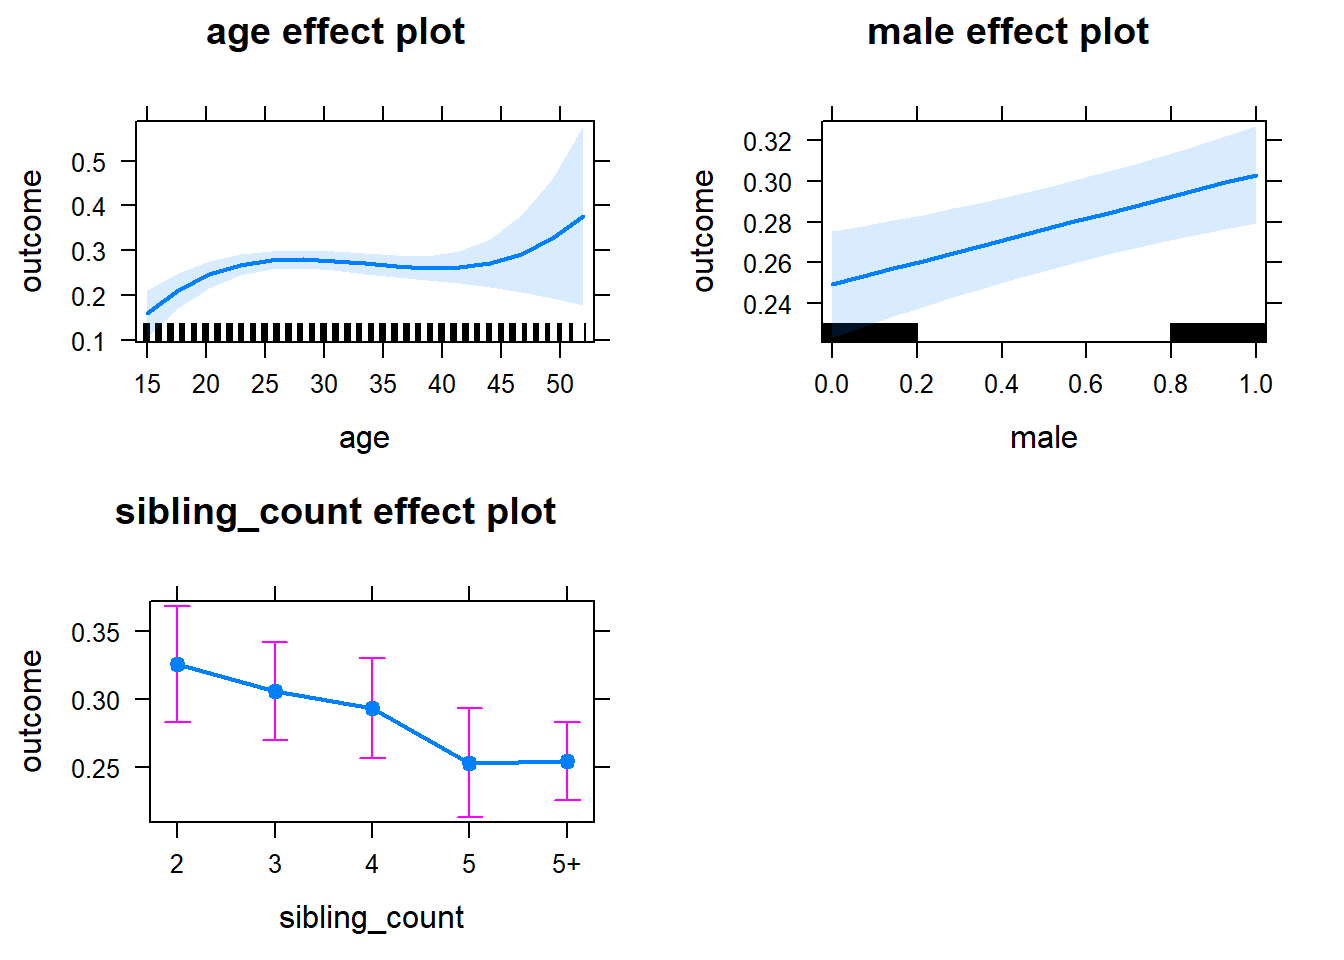 age effect plot
outcome
0.5
0.4
0.3
0.2
0.1
15 20 25 30 35 40 45 50
age
male effect plot
outcome
0.32
0.30
0.28
0.26
0.24
0.0 0.2 0.4 0.6 0.8 1.0
male
sibling_count effect plot
outcome
0.35
0.30
0.25
2 3 4 5 5+
sibling_count